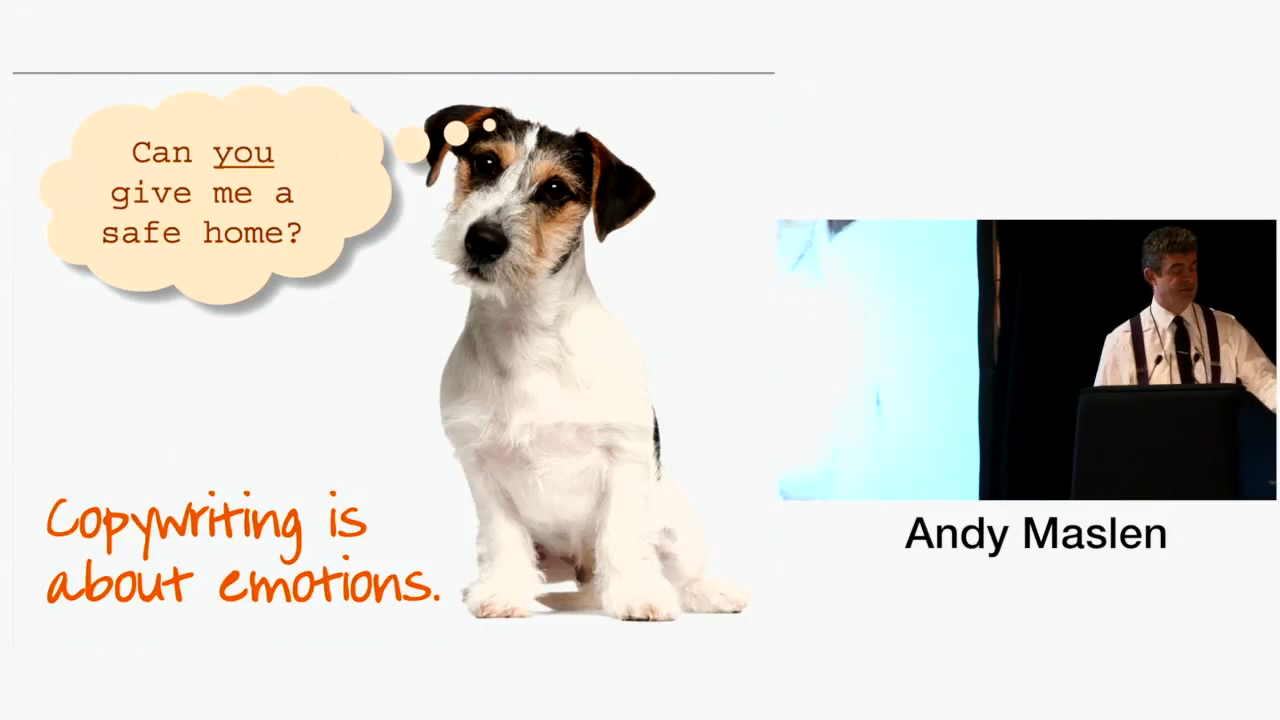 Can you
give me a
safe home?
Copywriting is
about emotions.
Andy Maslen